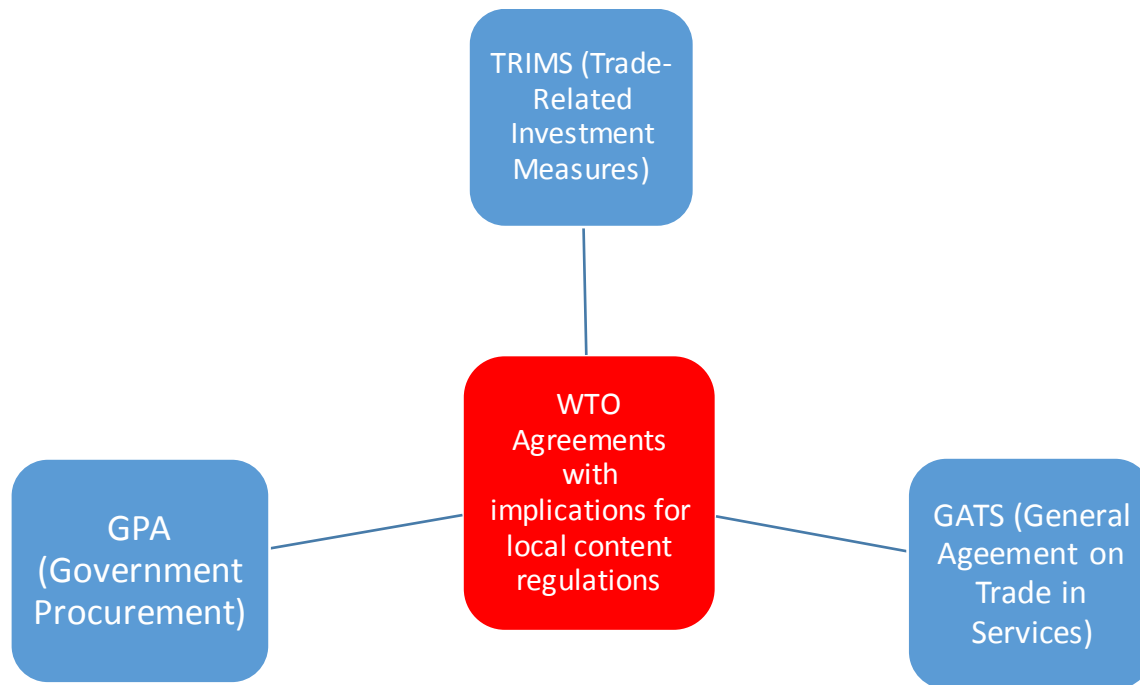 TRIMS (Trade-
Related
Investment
Measures)
WTO
Agreements
with
implications for
local content
regulations
GPA
(Government
Procurement)
GATS (General
Ageement on
Trade in
Services)